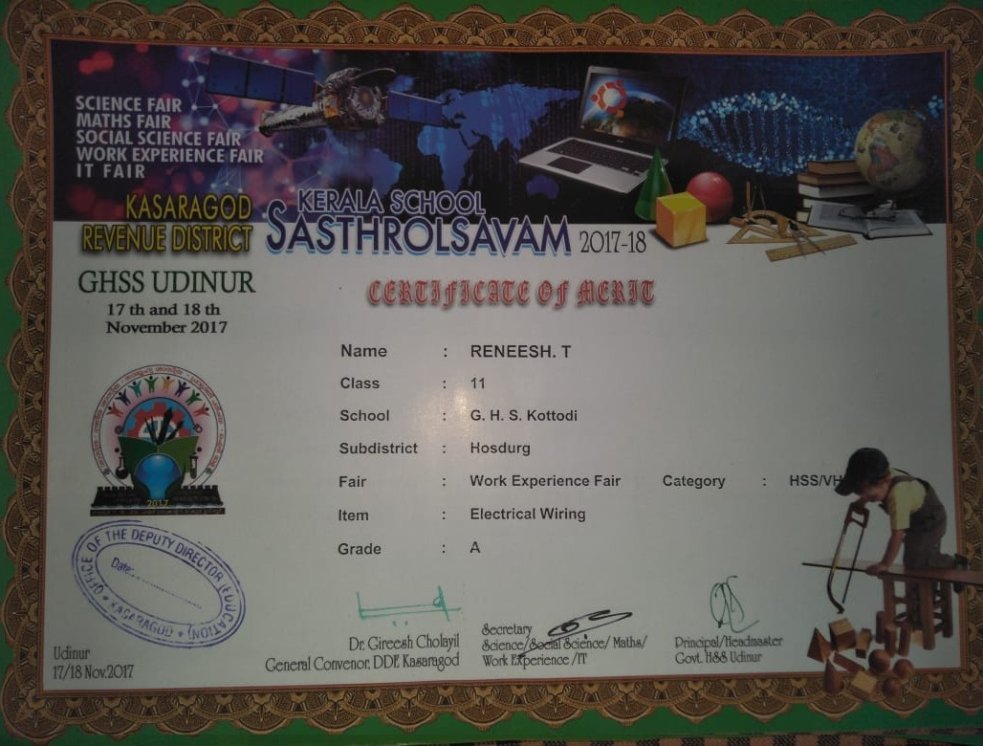 SCIENCE FAIR
MATHS FAIR
SOCIAL SCIENCE FAIR
WORK EXPERIENCE FAIR
IT FAIR
KASARAGOD
REVENUE DISTRICT
KERALA SCHOOL
SASTHROLSAVAM 2017-18
GHSS UDINUR
17 th and 18 th
November 2017
CERTIFICATE OF MERIT
Name : RENEESH. T
Class : 11
School : G. H. S. Kottodi
Subdistrict : Hosdurg
Fair : Work Experience Fair Category : HSS/VH
Item : Electrical Wiring
Grade : A
2017
OFFICE OF THE DEPUTY DIRECTOR (EDUCATION)
Date:
KASARAGOD
Dr. Gireesh Cholayil
General Convenor, DDE Kasaragod
Secretary
Science/Social Science/ Maths/
Work Experience /IT
Principal/Headmaster
Govt. HSS Udinur
Udinur
17/18 Nov.2017